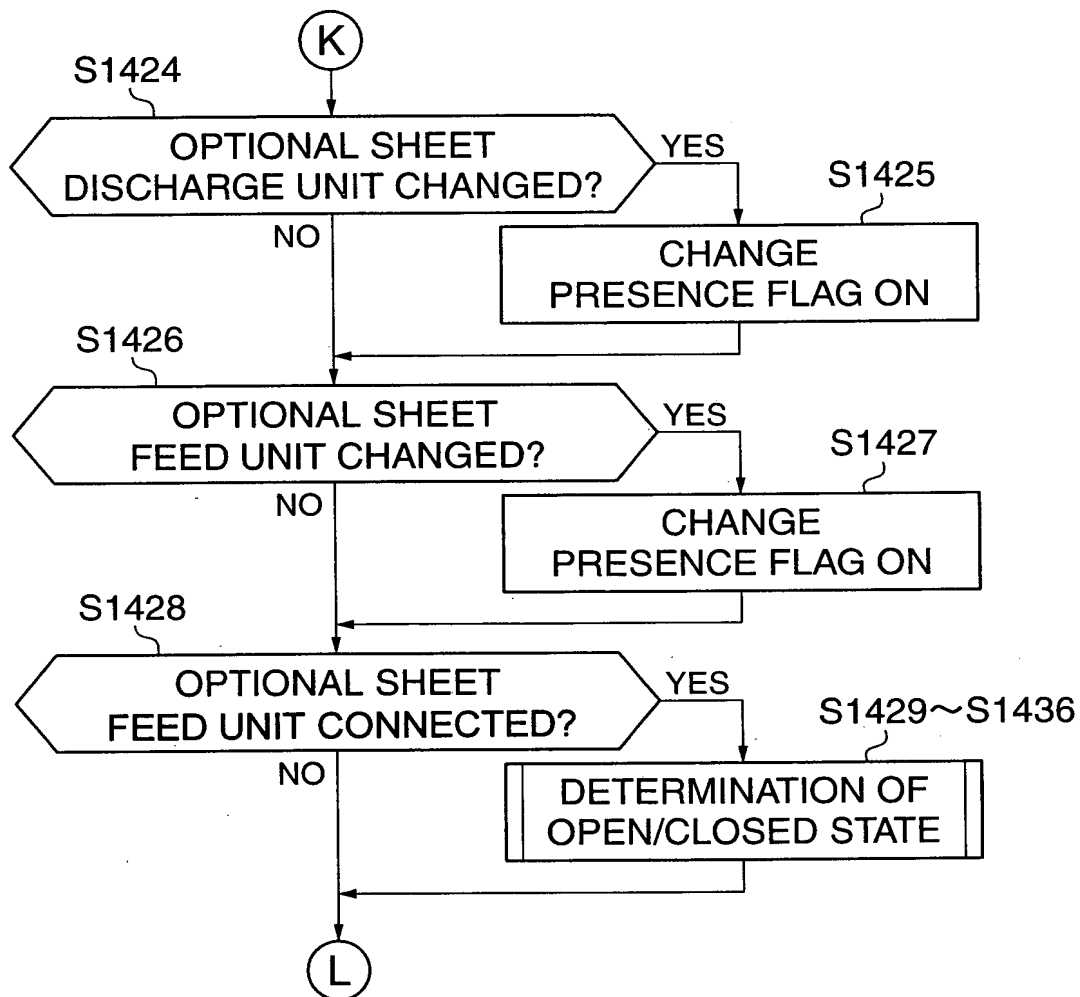 K
S1424
OPTIONAL SHEET
DISCHARGE UNIT CHANGED?
YES
NO
S1425
CHANGE
PRESENCE FLAG ON
S1426
OPTIONAL SHEET
FEED UNIT CHANGED?
YES
NO
S1427
CHANGE
PRESENCE FLAG ON
S1428
OPTIONAL SHEET
FEED UNIT CONNECTED?
YES
NO
S1429～S1436
DETERMINATION OF
OPEN/CLOSED STATE
L